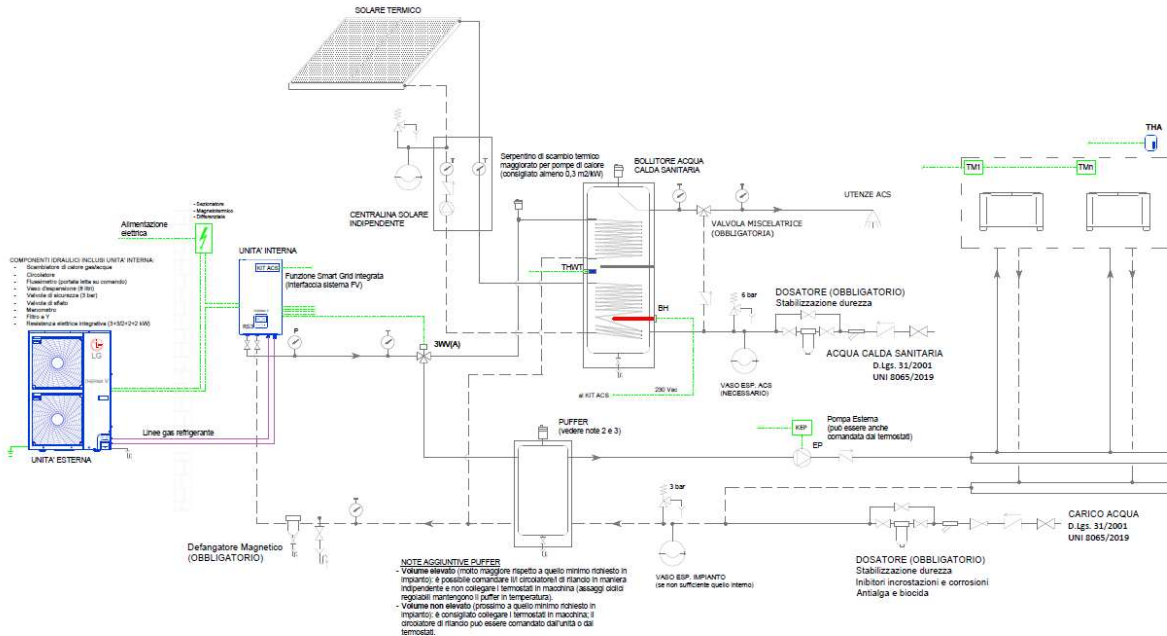 SOLARE TERMICO
THA
TM1
TMn
Serpentino di scambio termico
maggiorato per pompe di calore
(consigliato almeno 0,3 m2/kW)
BOLLITORE ACQUA
CALDA SANITARIA
UTENZE ACS
- Sezionatore
- Magnetotermico
- Differenziale
Alimentazione
elettrica
CENTRALINA SOLARE
INDIPENDENTE
VALVOLA MISCELATRICE
(OBBLIGATORIA)
UNITA' INTERNA
KIT ACS
Funzione Smart Grid integrata
(Interfaccia sistema FV)
THWT
COMPONENTI IDRAULICI INCLUSI UNITA' INTERNA:
- Scambiatore di calore gas/acqua
- Circolatore
- Flussimetro (portata letta su comando)
- Vaso d'espansione (8 litri)
- Valvola di sicurezza (3 bar)
- Valvola di sfiato
- Manometro
- Filtro a Y
- Resistenza elettrica integrativa (3+3/2+2+2 kW)
DOSATORE (OBBLIGATORIO)
Stabilizzazione durezza
6 bar
BH
RS3
P
T
3WV(A)
LG
THERMA V
ACQUA CALDA SANITARIA
D.Lgs. 31/2001
UNI 8065/2019
VASO ESP. ACS
(NECESSARIO)
230 Vac
al KIT ACS
Linee gas refrigerante
UNITA' ESTERNA
PUFFER
(vedere note 2 e 3)
KEP
EP
Pompa Esterna
(può essere anche
comandata dai termostati)
3 bar
T
CARICO ACQUA
D.Lgs. 31/2001
UNI 8065/2019
Defangatore Magnetico
(OBBLIGATORIO)
VASO ESP. IMPIANTO
(se non sufficiente quello interno)
DOSATORE (OBBLIGATORIO)
Stabilizzazione durezza
Inibitori incrostazioni e corrosioni
Antialga e biocida
NOTE AGGIUNTIVE PUFFER
- Volume elevato (molto maggiore rispetto a quello minimo richiesto in
impianto): è possibile comandare il/i circolatore/i di rilancio in maniera
indipendente e non collegare i termostati in macchina (assaggi ciclici
regolabili mantengono il puffer in temperatura).
- Volume non elevato (prossimo a quello minimo richiesto in
impianto): è consigliato collegare i termostati in macchina; il
circolatore di rilancio può essere comandato dall'unità o dai
termostati.